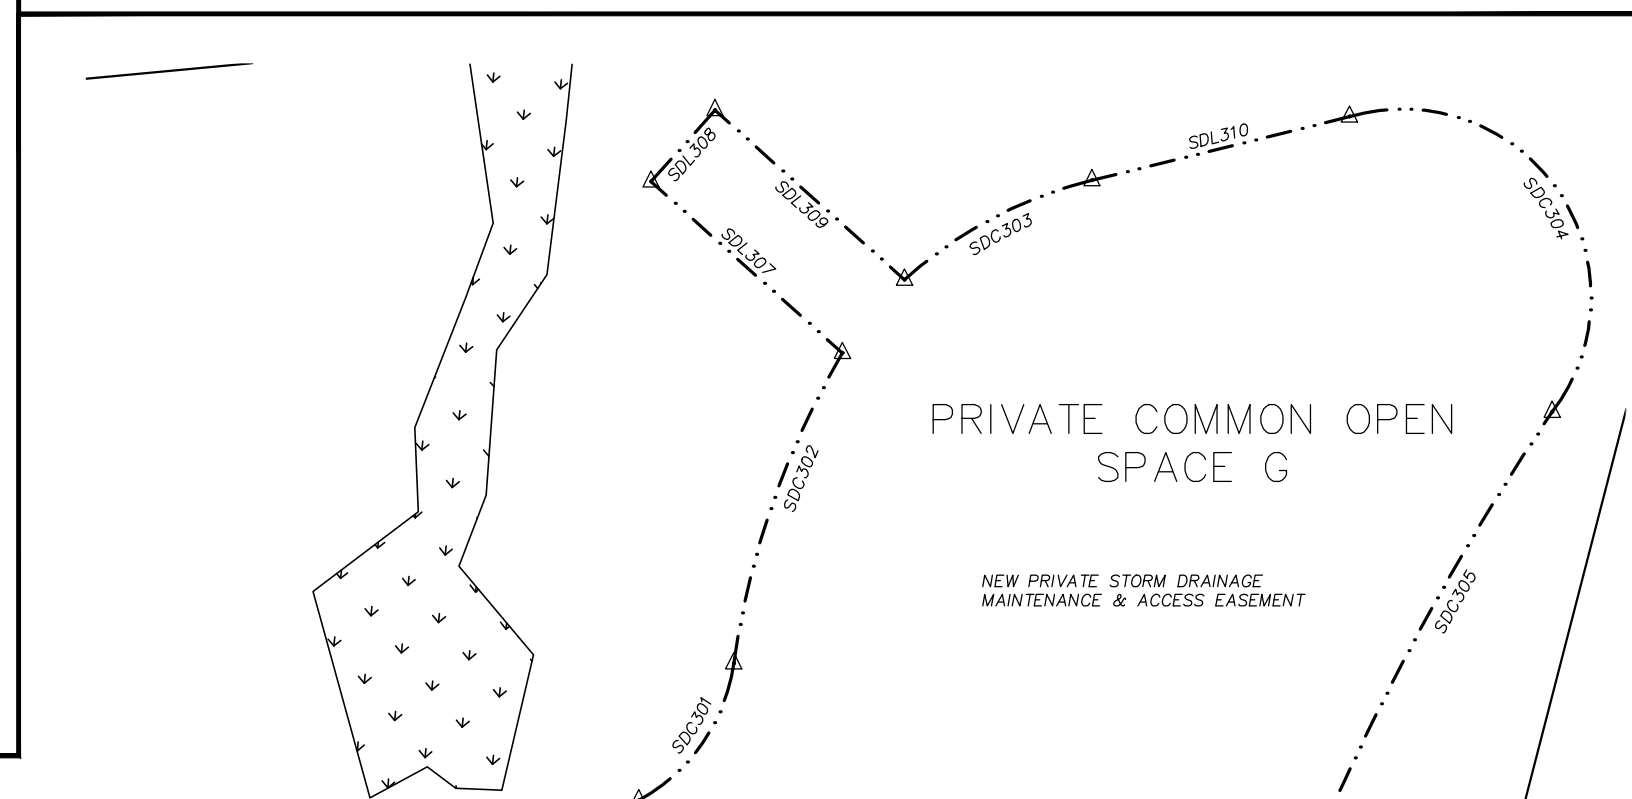 SDL308
SDL310
SDL309
SDC304
SDC303
SDL307
PRIVATE COMMON OPEN
SPACE G
SDC302
NEW PRIVATE STORM DRAINAGE
MAINTENANCE & ACCESS EASEMENT
SDC305
SDC301